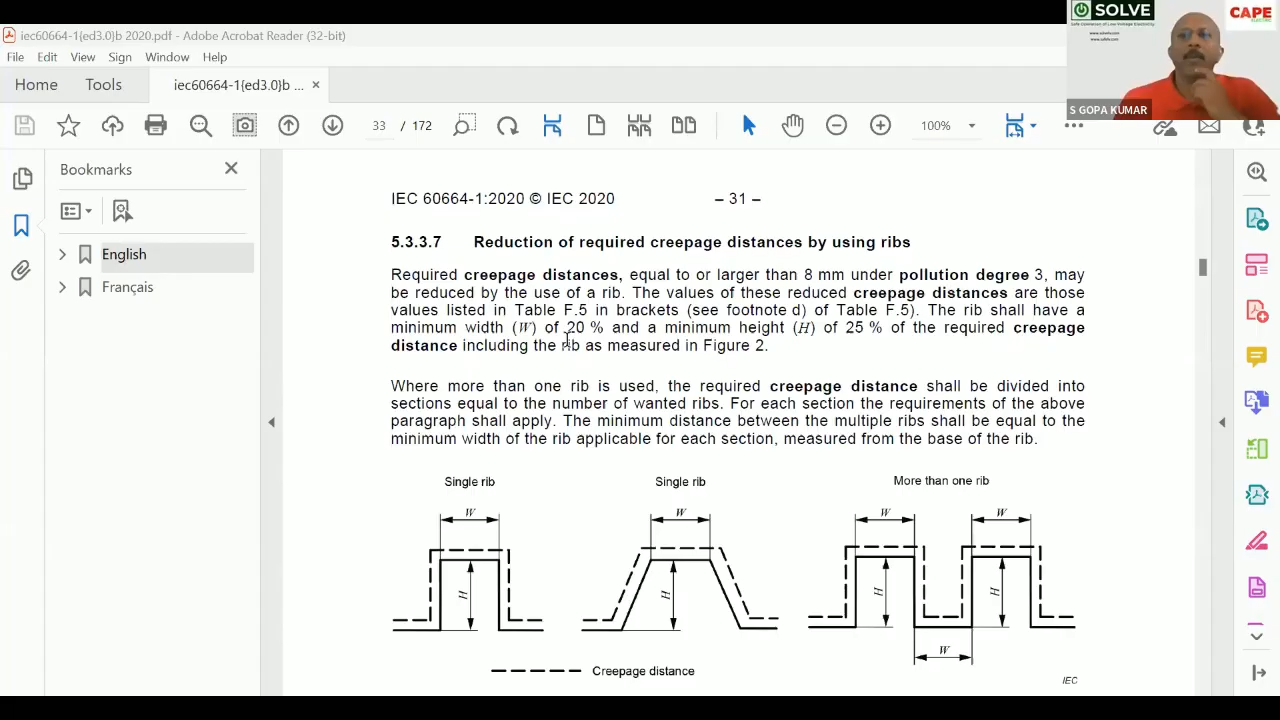 SOLVE
Safe Operation of Low Voltage Electricity
CAPE
ELECTRIC
iec60664-1{ed3.0}b 2020.pdf - Adobe Acrobat Reader (32-bit)
File Edit View Sign Window Help
Home Tools iec60664-1{ed3.0}b ... ×
S GOPA KUMAR
33 / 172 100%
Bookmarks
English
Français
IEC 60664-1:2020 © IEC 2020 – 31 –
5.3.3.7 Reduction of required creepage distances by using ribs
Required creepage distances, equal to or larger than 8 mm under pollution degree 3, may
be reduced by the use of a rib. The values of these reduced creepage distances are those
values listed in Table F.5 in brackets (see footnote d) of Table F.5). The rib shall have a
minimum width (W) of 20 % and a minimum height (H) of 25 % of the required creepage
distance including the rib as measured in Figure 2.
Where more than one rib is used, the required creepage distance shall be divided into
sections equal to the number of wanted ribs. For each section the requirements of the above
paragraph shall apply. The minimum distance between the multiple ribs shall be equal to the
minimum width of the rib applicable for each section, measured from the base of the rib.
Single rib Single rib More than one rib
W W W W
H H H H
W
Creepage distance
IEC